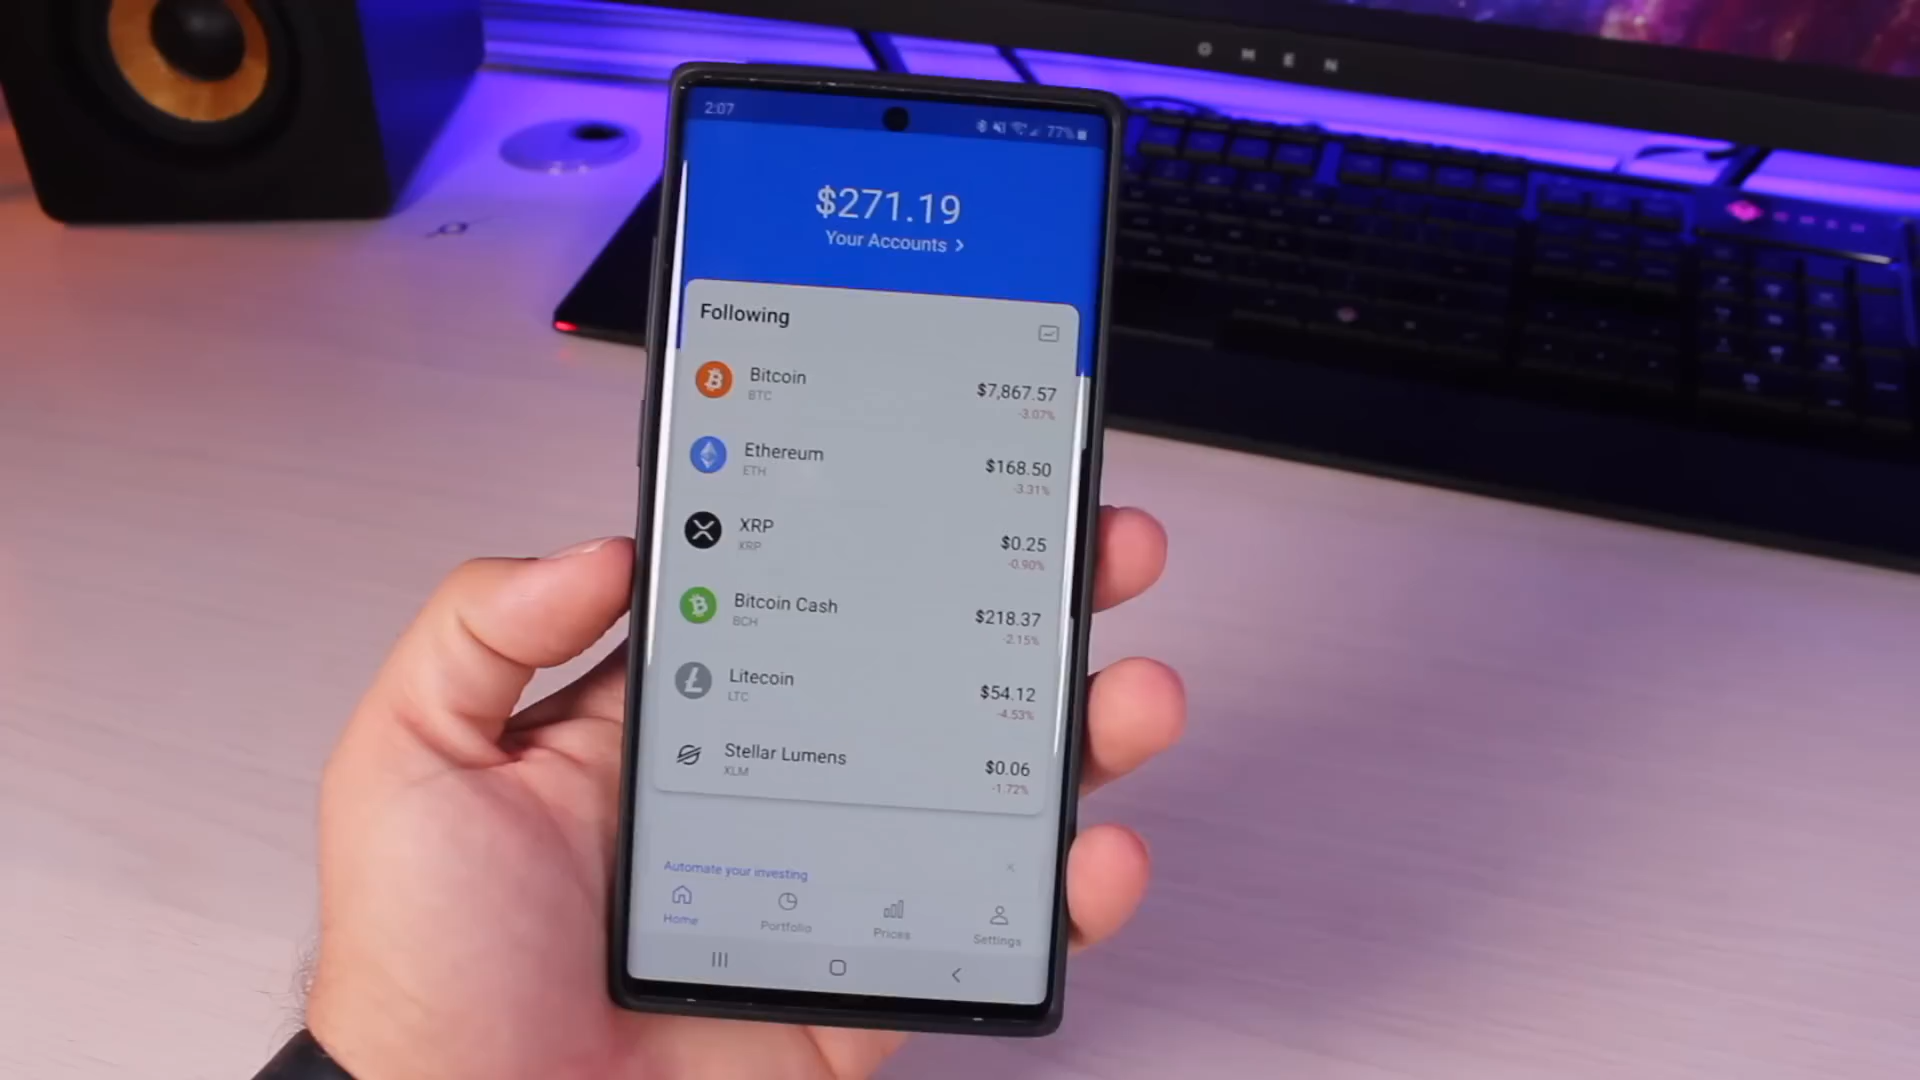 OMEN
2:07
77%
$271.19
Your Accounts >
Following
Bitcoin
BTC
$7,867.57
-3.07%
Ethereum
ETH
$168.50
-3.31%
XRP
XRP
$0.25
-0.90%
Bitcoin Cash
BCH
$218.37
-2.15%
Litecoin
LTC
$54.12
-4.53%
Stellar Lumens
XLM
$0.06
-1.72%
Automate your investing
Home
Portfolio
Prices
Settings